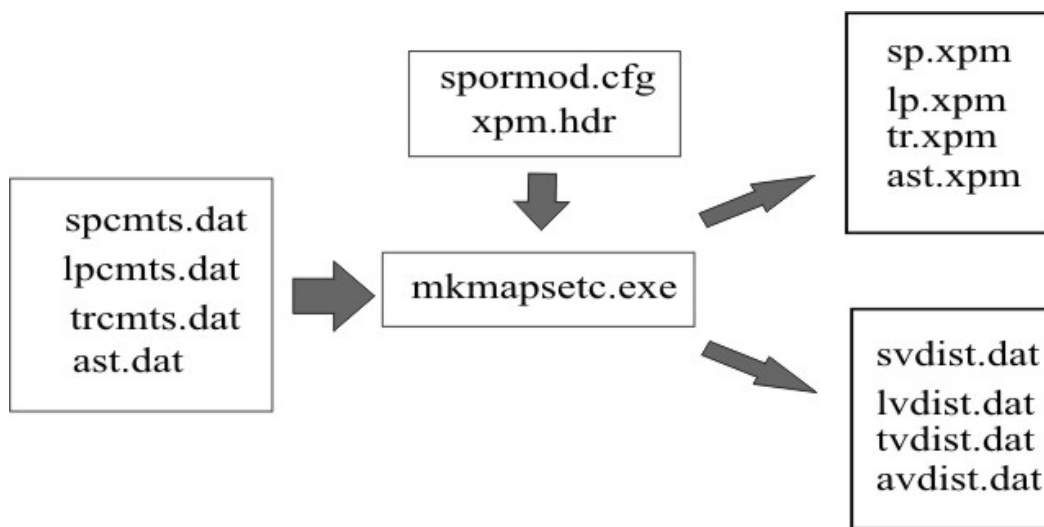 spormod.cfg
xpm.hdr
spcmts.dat
lpcmts.dat
trcmts.dat
ast.dat
mkmapsetc.exe
sp.xpm
lp.xpm
tr.xpm
ast.xpm
svdist.dat
lvdist.dat
tvdist.dat
avdist.dat